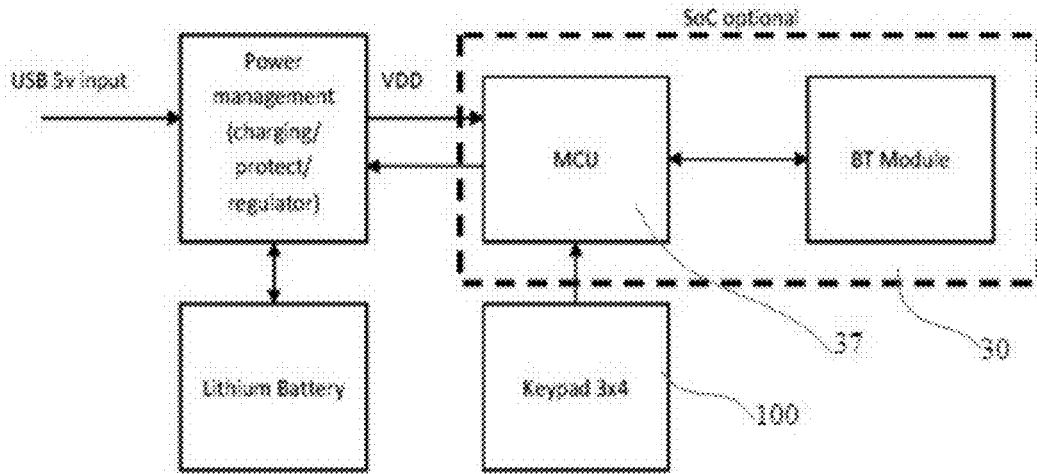 SoC optional
USB 5v input
Power
management
(charging/
protect/
regulator)
VDD
MCU
BT Module
Lithium Battery
Keypad 3x4
37
30
100